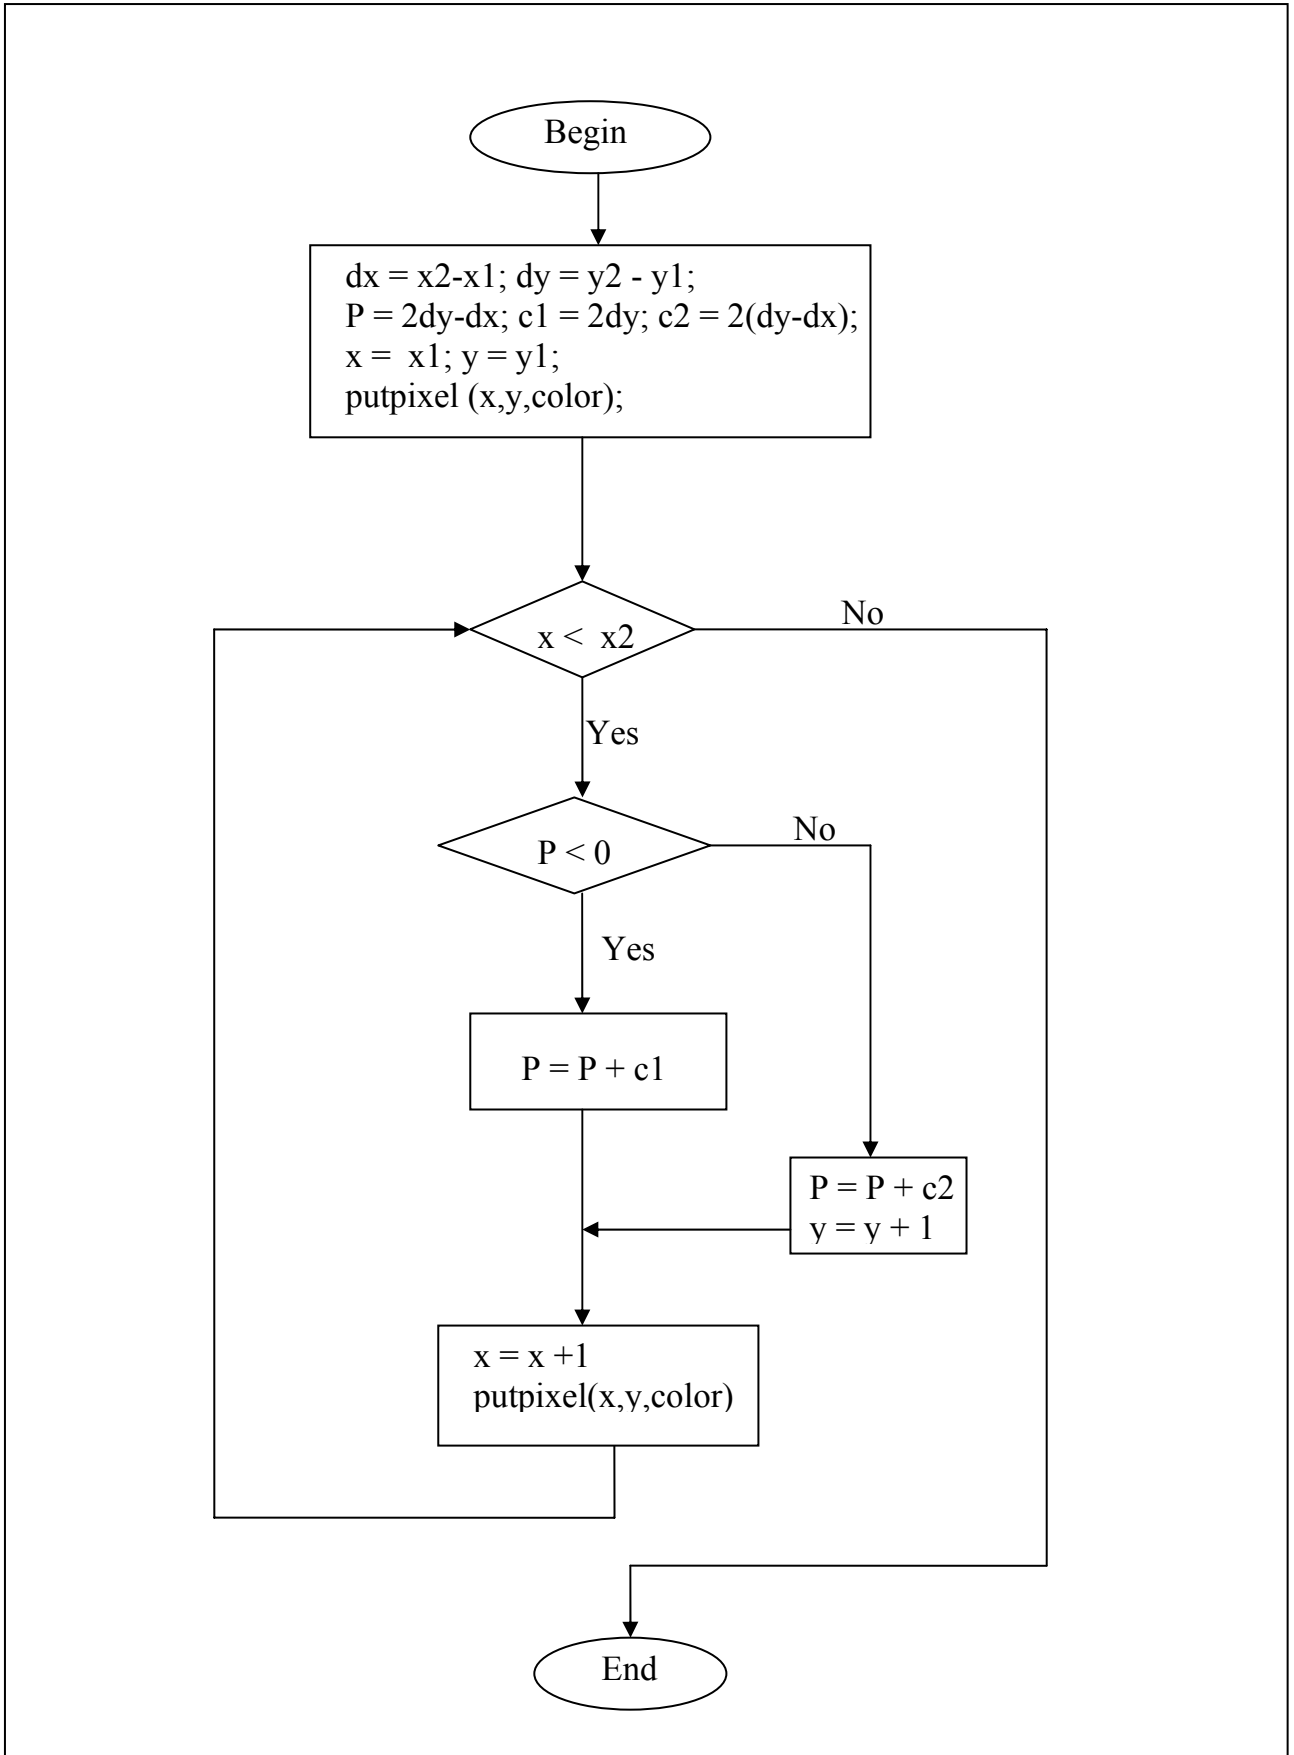 Begin
dx = x2-x1; dy = y2 - y1;
P = 2dy-dx; c1 = 2dy; c2 = 2(dy-dx);
x =  x1; y = y1;
putpixel (x,y,color);
x <  x2
No
Yes
P < 0
No
Yes
P = P + c1
P = P + c2
y = y + 1
x = x +1
putpixel(x,y,color)
End